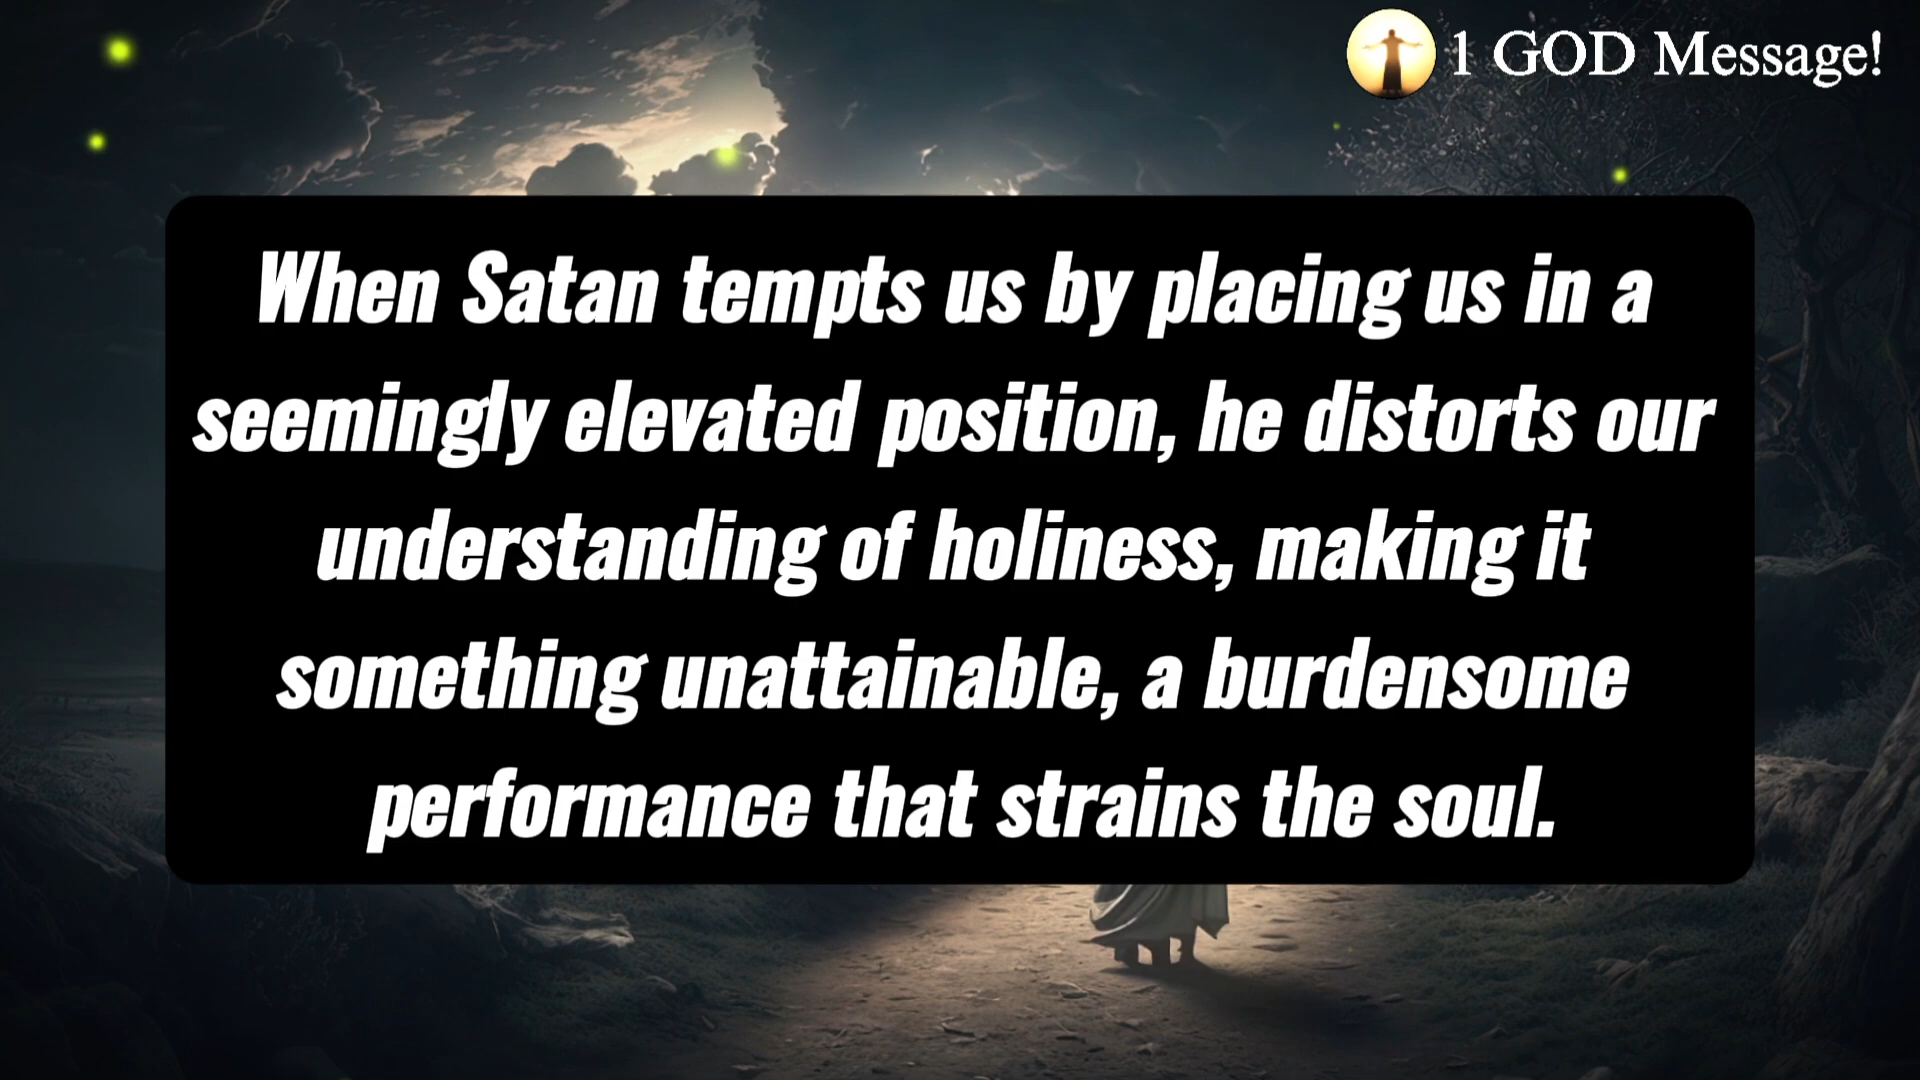 1 GOD Message!
When Satan tempts us by placing us in a
seemingly elevated position, he distorts our
understanding of holiness, making it
something unattainable, a burdensome
performance that strains the soul.